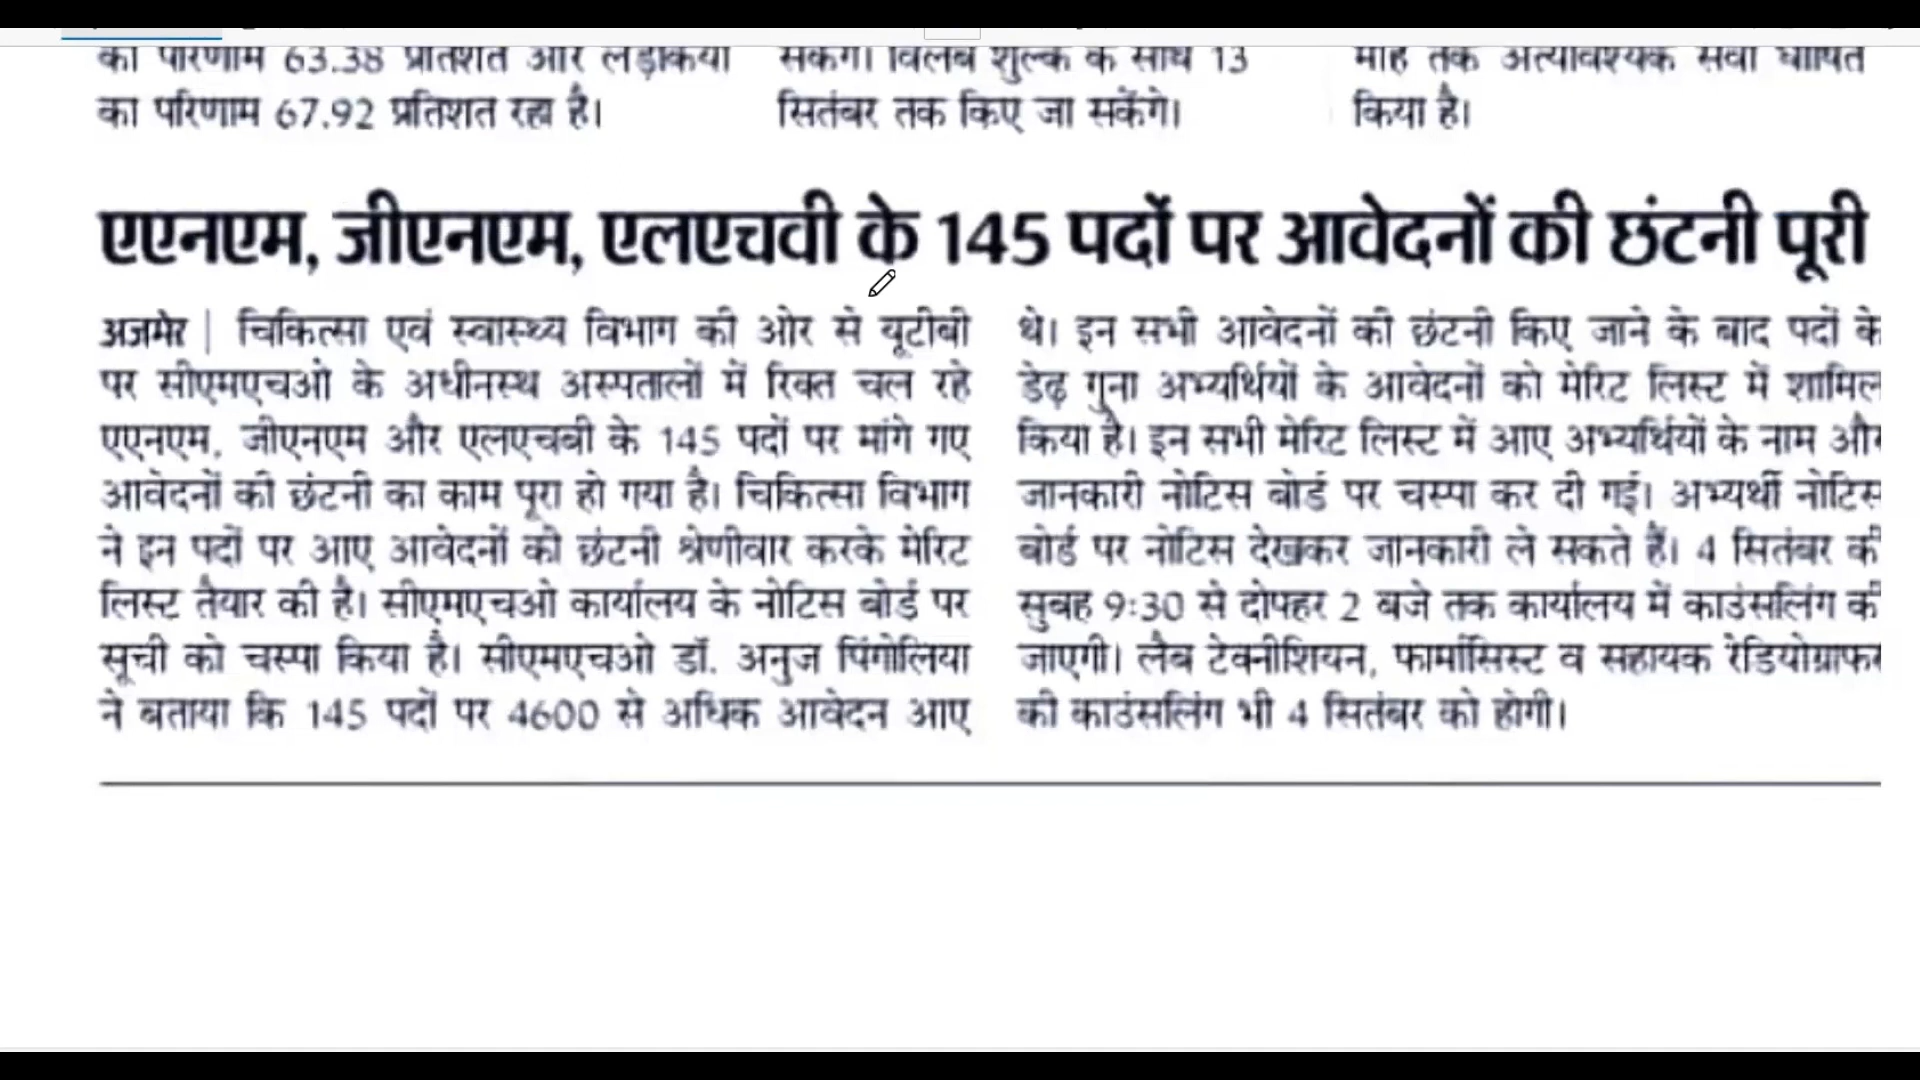 का परिणाम 63.38 प्रतिशत और लड़कियों
का परिणाम 67.92 प्रतिशत रहा है।
सकेंगे। विलंब शुल्क के साथ 13
सितंबर तक किए जा सकेंगे।
माह तक अत्यावश्यक सेवा घोषित
किया है।
एएनएम, जीएनएम, एलएचवी के 145 पदों पर आवेदनों की छंटनी पूरी
अजमेर | चिकित्सा एवं स्वास्थ्य विभाग की ओर से यूटीबी
पर सीएमएचओ के अधीनस्थ अस्पतालों में रिक्त चल रहे
एएनएम, जीएनएम और एलएचबी के 145 पदों पर मांगे गए
आवेदनों की छंटनी का काम पूरा हो गया है। चिकित्सा विभाग
ने इन पदों पर आए आवेदनों की छंटनी श्रेणीवार करके मेरिट
लिस्ट तैयार की है। सीएमएचओ कार्यालय के नोटिस बोर्ड पर
सूची को चस्पा किया है। सीएमएचओ डॉ. अनुज पिंगोलिया
ने बताया कि 145 पदों पर 4600 से अधिक आवेदन आए
थे। इन सभी आवेदनों की छंटनी किए जाने के बाद पदों के
डेढ़ गुना अभ्यर्थियों के आवेदनों को मेरिट लिस्ट में शामिल
किया है। इन सभी मेरिट लिस्ट में आए अभ्यर्थियों के नाम और
जानकारी नोटिस बोर्ड पर चस्पा कर दी गई। अभ्यर्थी नोटिस
बोर्ड पर नोटिस देखकर जानकारी ले सकते हैं। 4 सितंबर की
सुबह 9:30 से दोपहर 2 बजे तक कार्यालय में काउंसलिंग की
जाएगी। लैब टेक्नीशियन, फार्मासिस्ट व सहायक रेडियोग्राफर
की काउंसलिंग भी 4 सितंबर को होगी।